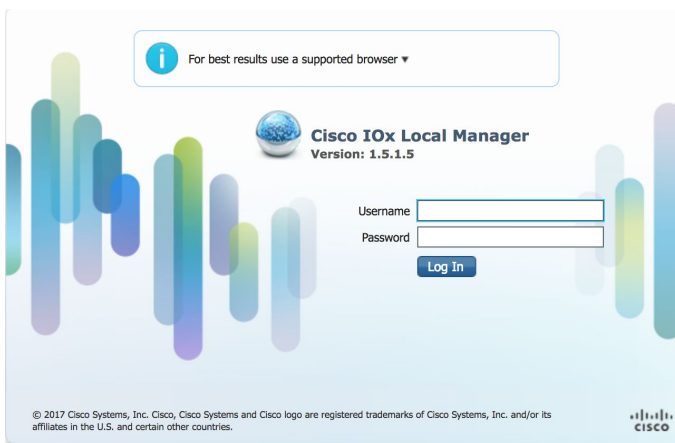 For best results use a supported browser ▼
Cisco IOx Local Manager
Version: 1.5.1.5
Username
Password
Log In
© 2017 Cisco Systems, Inc. Cisco, Cisco Systems and Cisco logo are registered trademarks of Cisco Systems, Inc. and/or its
affiliates in the U.S. and certain other countries.
CISCO